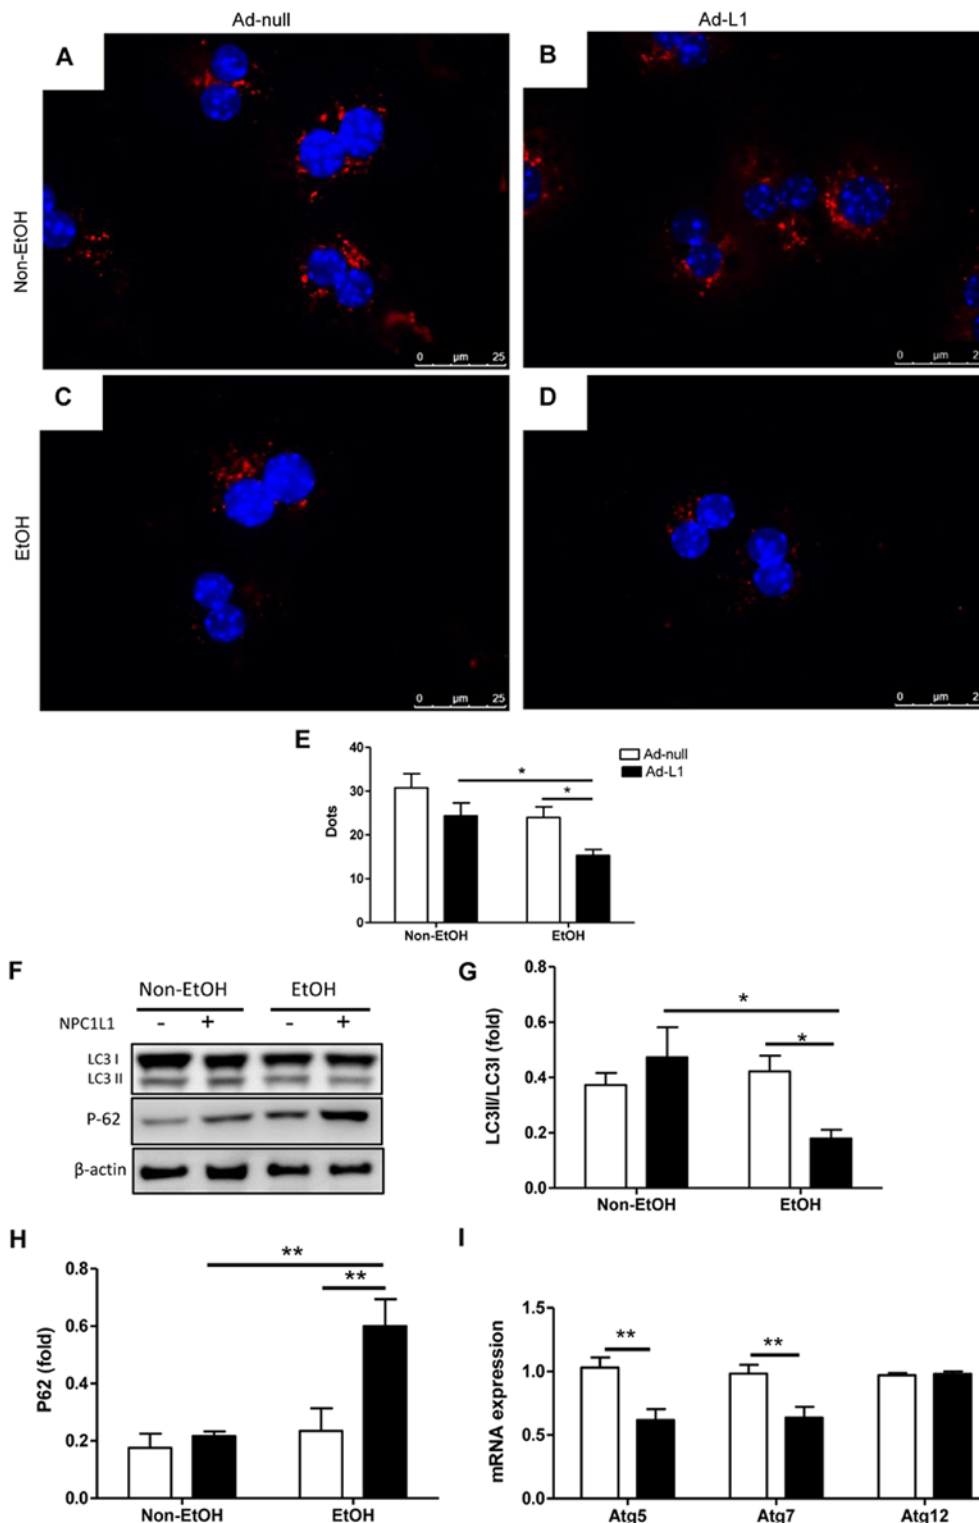 Ad-null
Ad-L1
A
B
Non-EtOH
0 µm 25
0 µm 2
C
D
EtOH
0 µm 25
0 µm 2
E
40
30
20
10
0
Dots
* 
*
Ad-null
Ad-L1
Non-EtOH EtOH
F
Non-EtOH EtOH
NPC1L1 - + - +
LC3 I
LC3 II
P-62
β-actin
G
0.8
0.6
0.4
0.2
0.0
LC3II/LC3I (fold)
*
*
Non-EtOH EtOH
H
0.8
0.6
0.4
0.2
0.0
P62 (fold)
**
**
Non-EtOH EtOH
I
1.5
1.0
0.5
0.0
mRNA expression
** **
Atg5 Atg7 Atg12